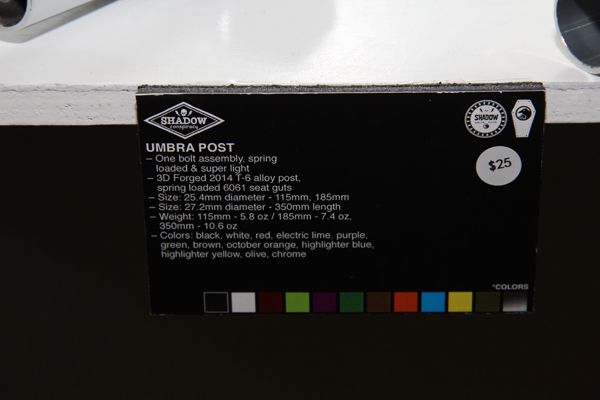 SHADOW
conspiracy
SHADOW
$25
UMBRA POST
– One bolt assembly, spring
loaded & super light
– 3D Forged 2014 T-6 alloy post,
spring loaded 6061 seat guts
– Size: 25.4mm diameter - 115mm, 185mm
– Size: 27.2mm diameter - 350mm length
– Weight: 115mm - 5.8 oz / 185mm - 7.4 oz,
350mm - 10.6 oz
– Colors: black, white, red, electric lime, purple,
green, brown, october orange, highlighter blue,
highlighter yellow, olive, chrome
*COLORS